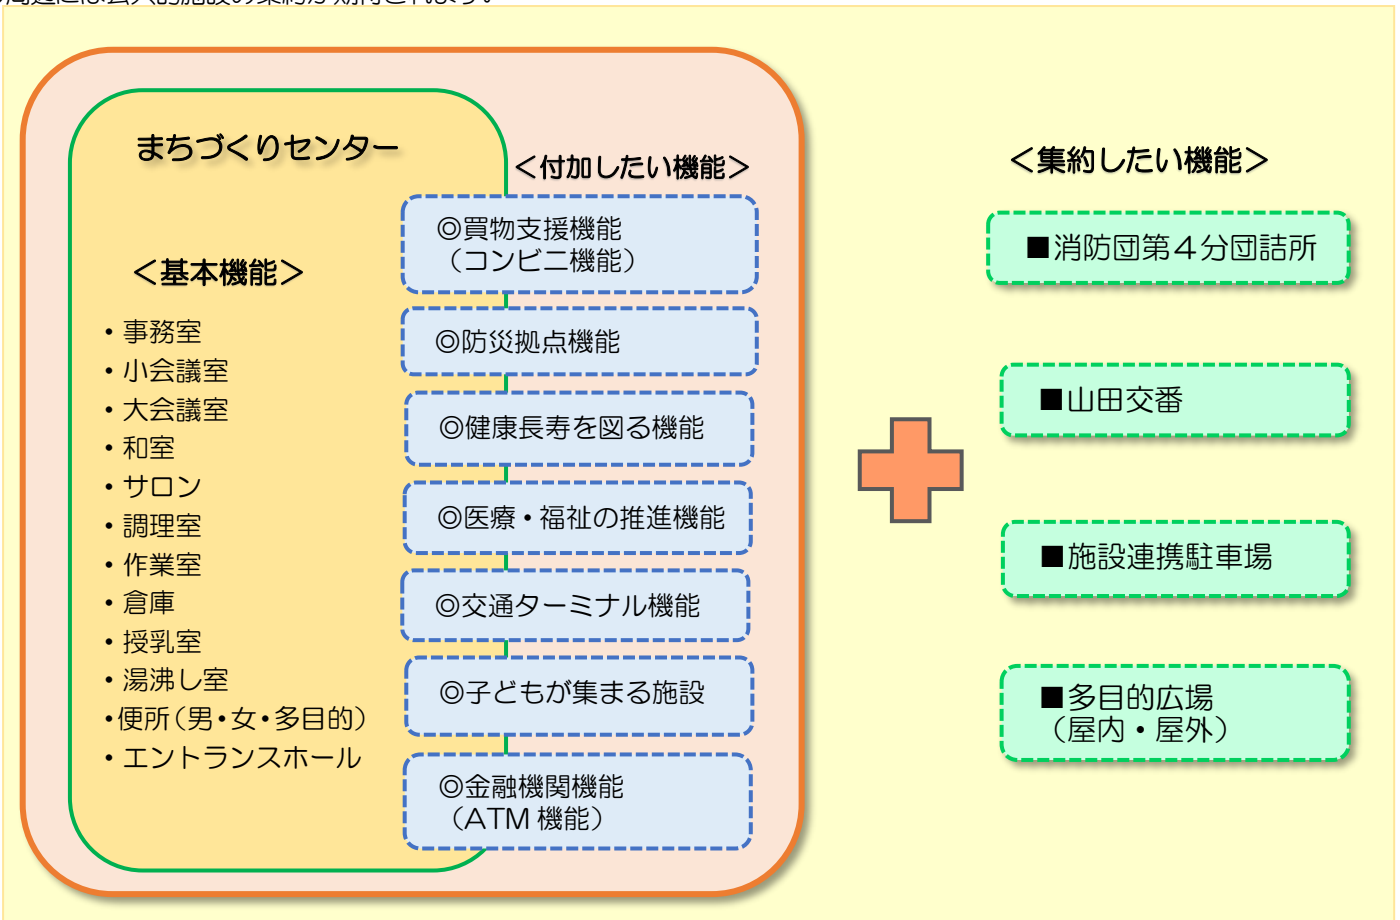 まちづくりセンター
<基本機能>
・事務室
・小会議室
・大会議室
・和室
・サロン
・調理室
・作業室
・倉庫
・授乳室
・湯沸し室
・便所(男・女・多目的)
・エントランスホール
<付加したい機能>
◎買物支援機能
(コンビニ機能)
◎防災拠点機能
◎健康長寿を図る機能
◎医療・福祉の推進機能
◎交通ターミナル機能
◎子どもが集まる施設
◎金融機関機能
(ATM 機能)
<集約したい機能>
■消防団第４分団詰所
■山田交番
■施設連携駐車場
■多目的広場
(屋内・屋外)